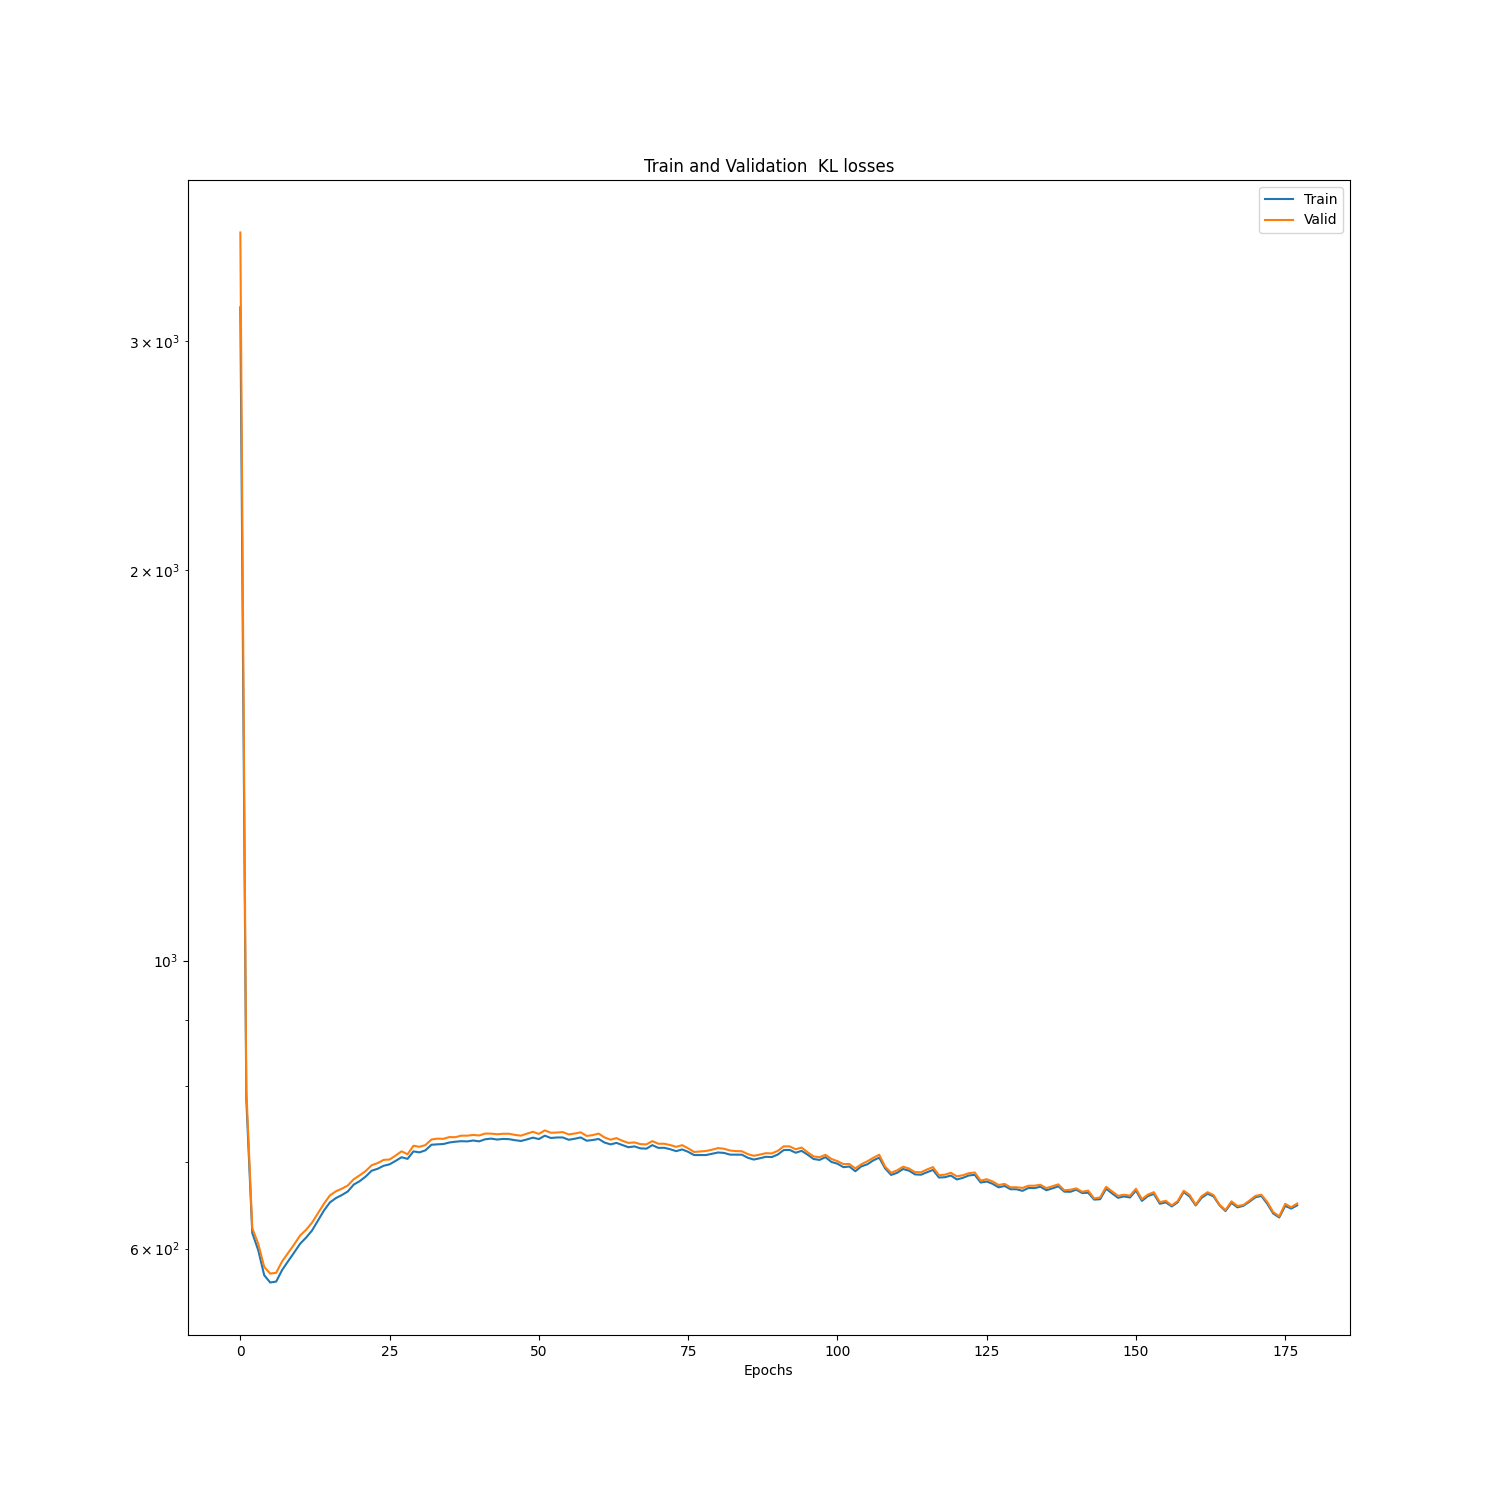 Train and Validation  KL losses
Train
Valid
3 × 10³
2 × 10³
10³
6 × 10²
0 25 50 75 100 125 150 175
Epochs